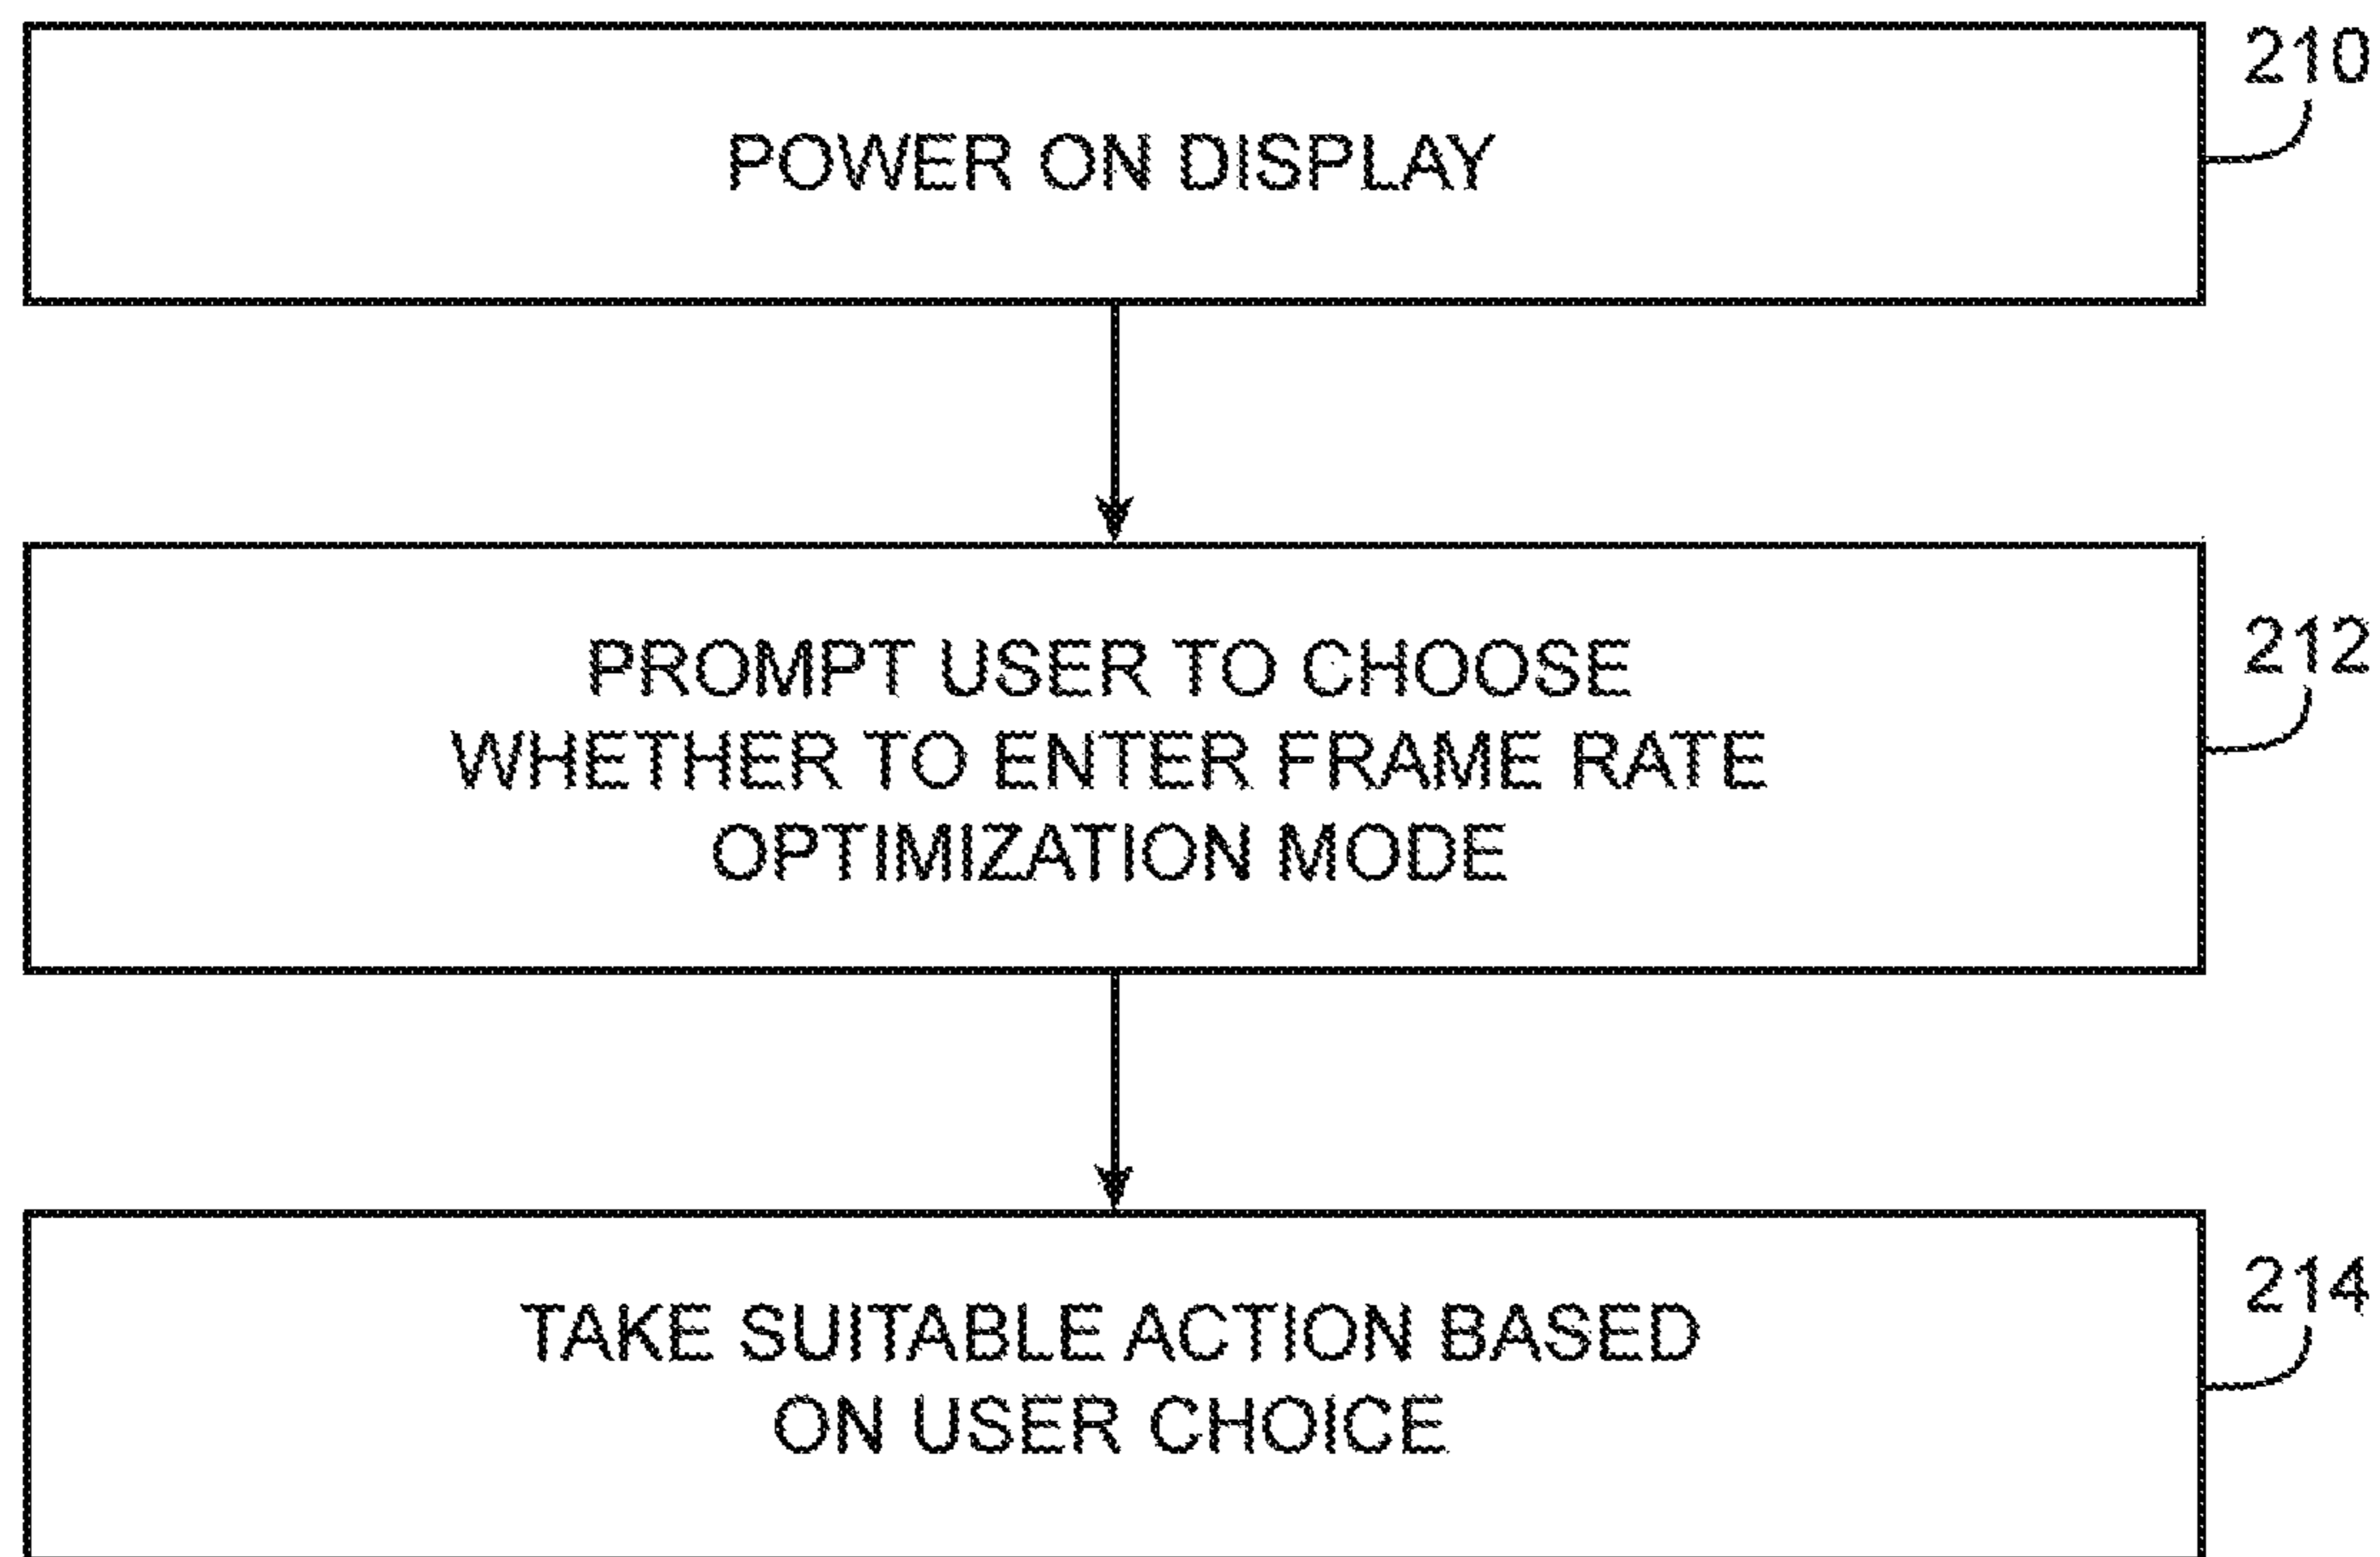 210
POWER ON DISPLAY
PROMPT USER TO CHOOSE
WHETHER TO ENTER FRAME RATE
OPTIMIZATION MODE
212
TAKE SUITABLE ACTION BASED
ON USER CHOICE
214